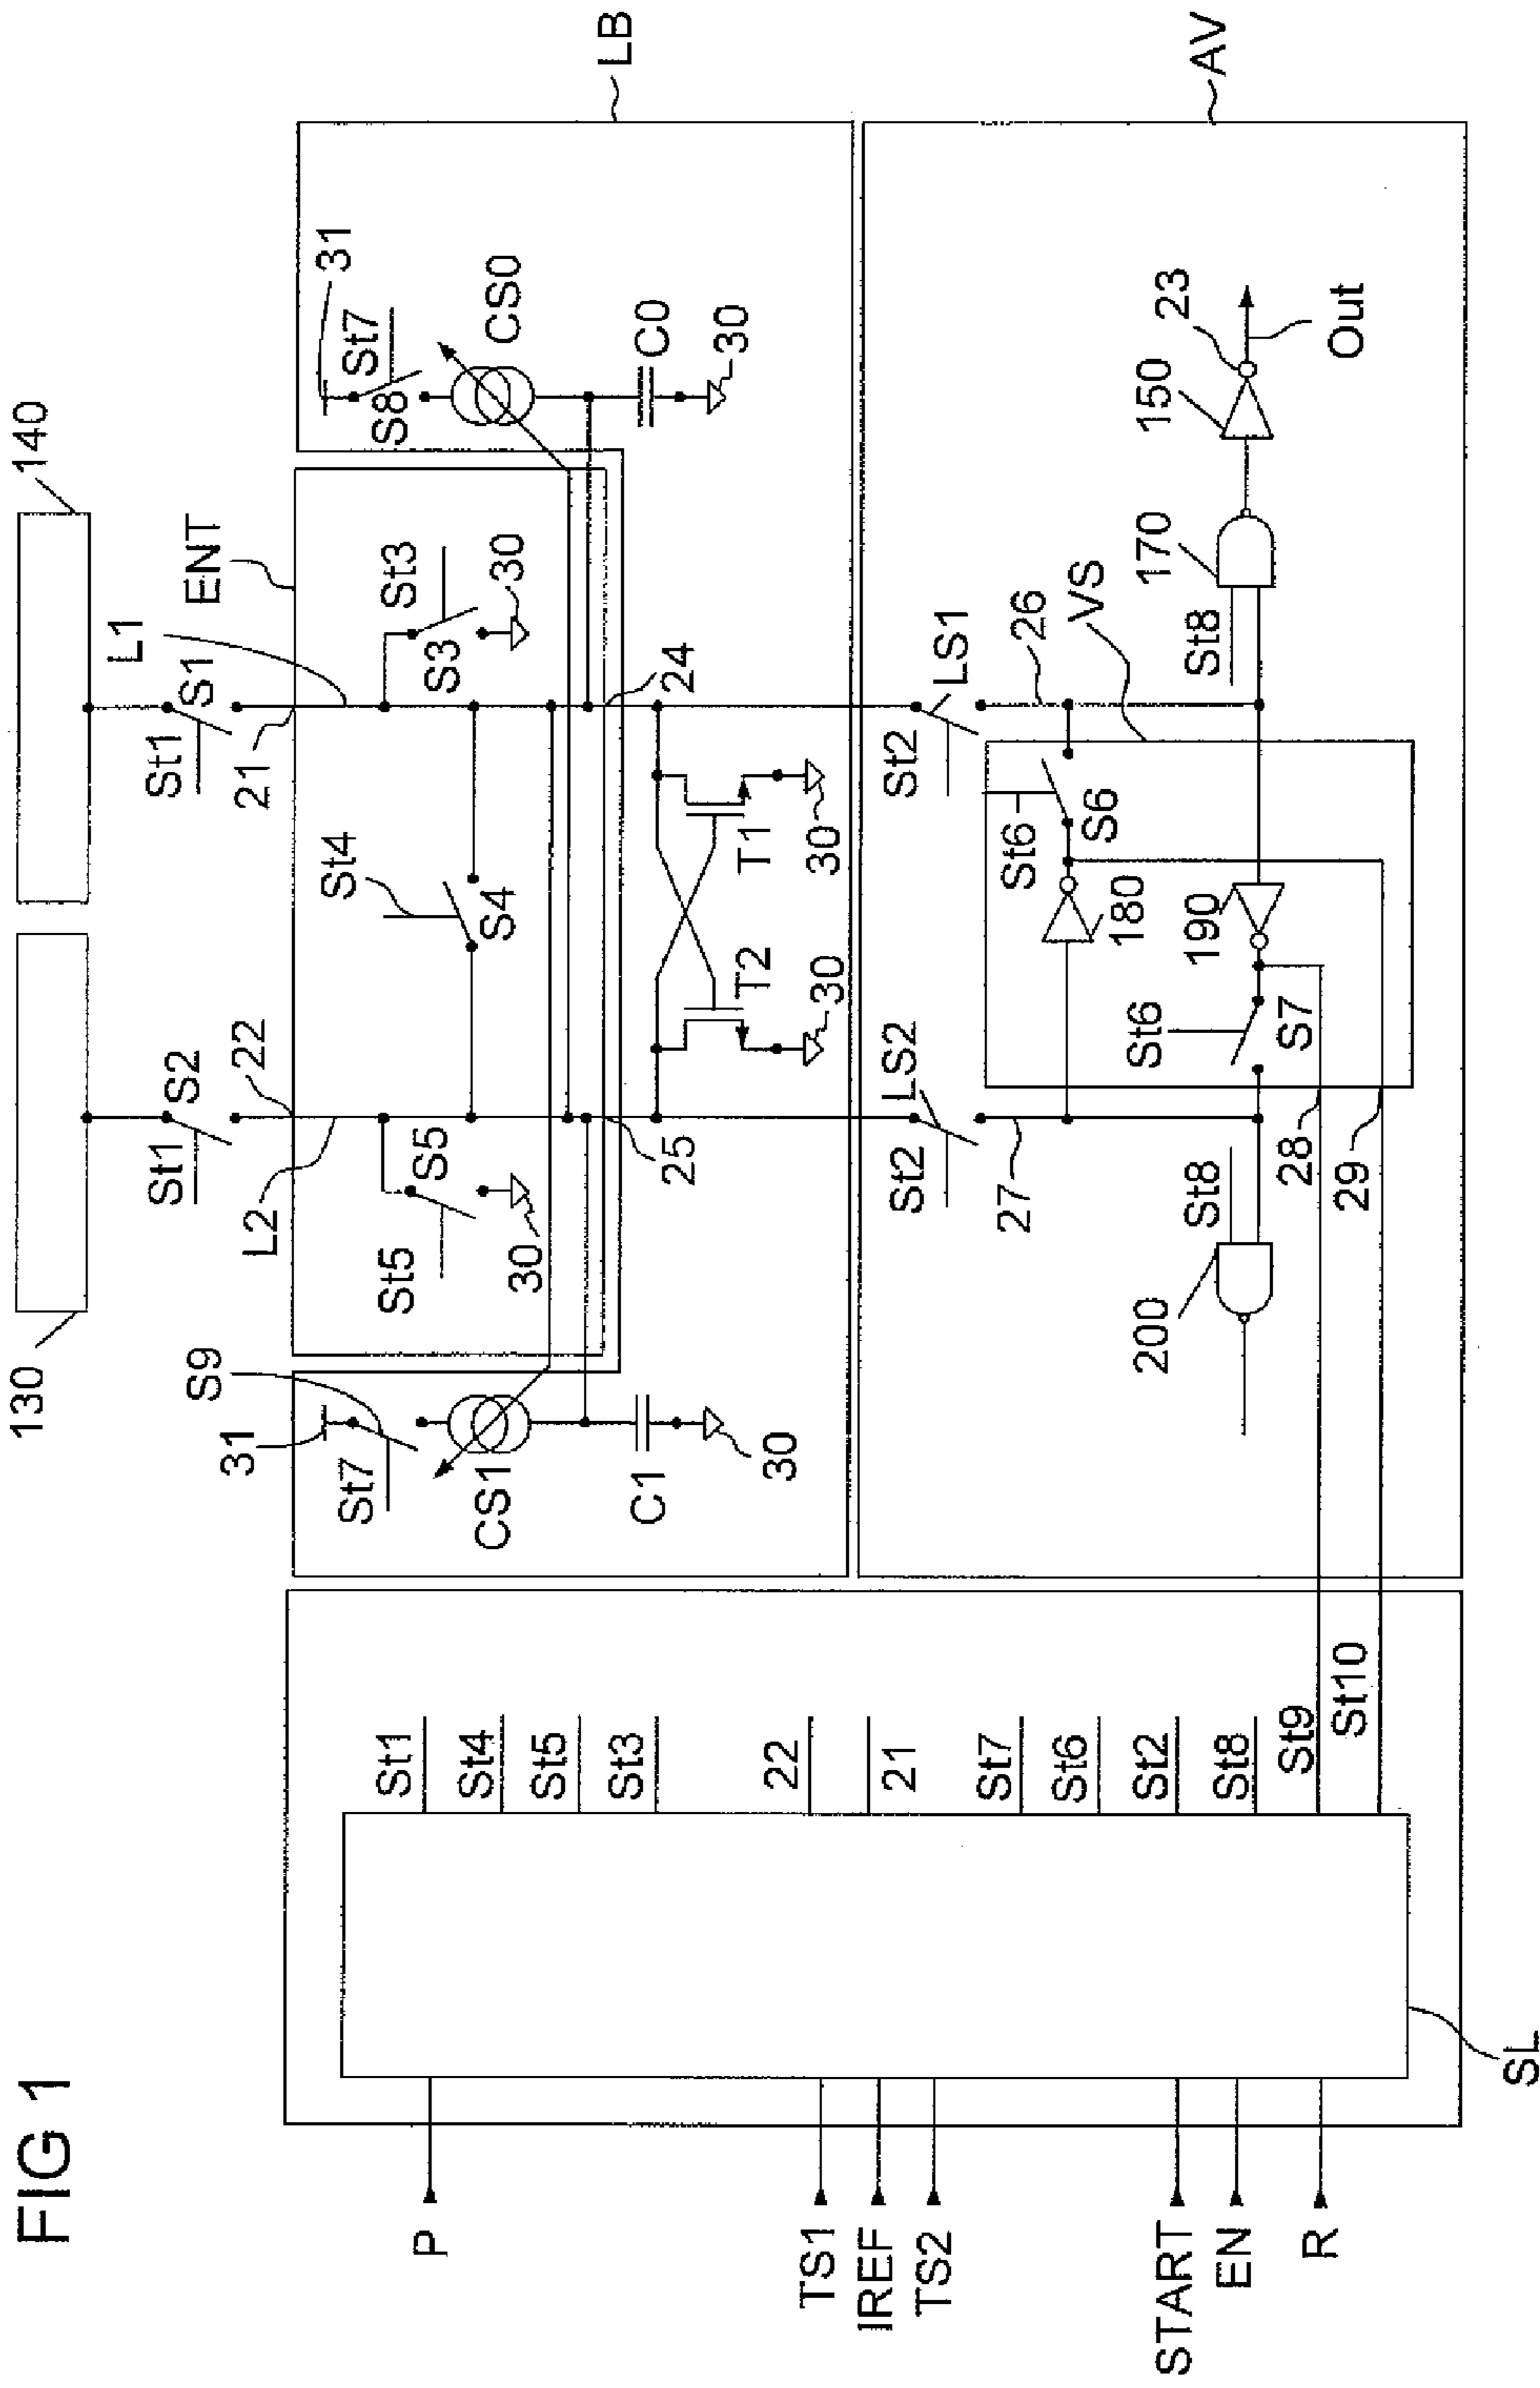 FIG 1
130
140
S2
St1
22
L2
S1
St1
21
L1
ENT
31
S9
St7
CS1
C1
30
S5
St5
30
St4
S4
St3
S3
30
31
St7
S8
CS0
C0
30
LB
25
24
T2
T1
30
30
LS2
St2
27
LS1
St2
26
VS
AV
St6
S6
180
190
St6
S7
St8
200
28
29
St8
170
150
23
Out
St1
St4
St5
St3
22
21
St7
St6
St2
St8
St9
St10
P
TS1
IREF
TS2
START
EN
R
SL